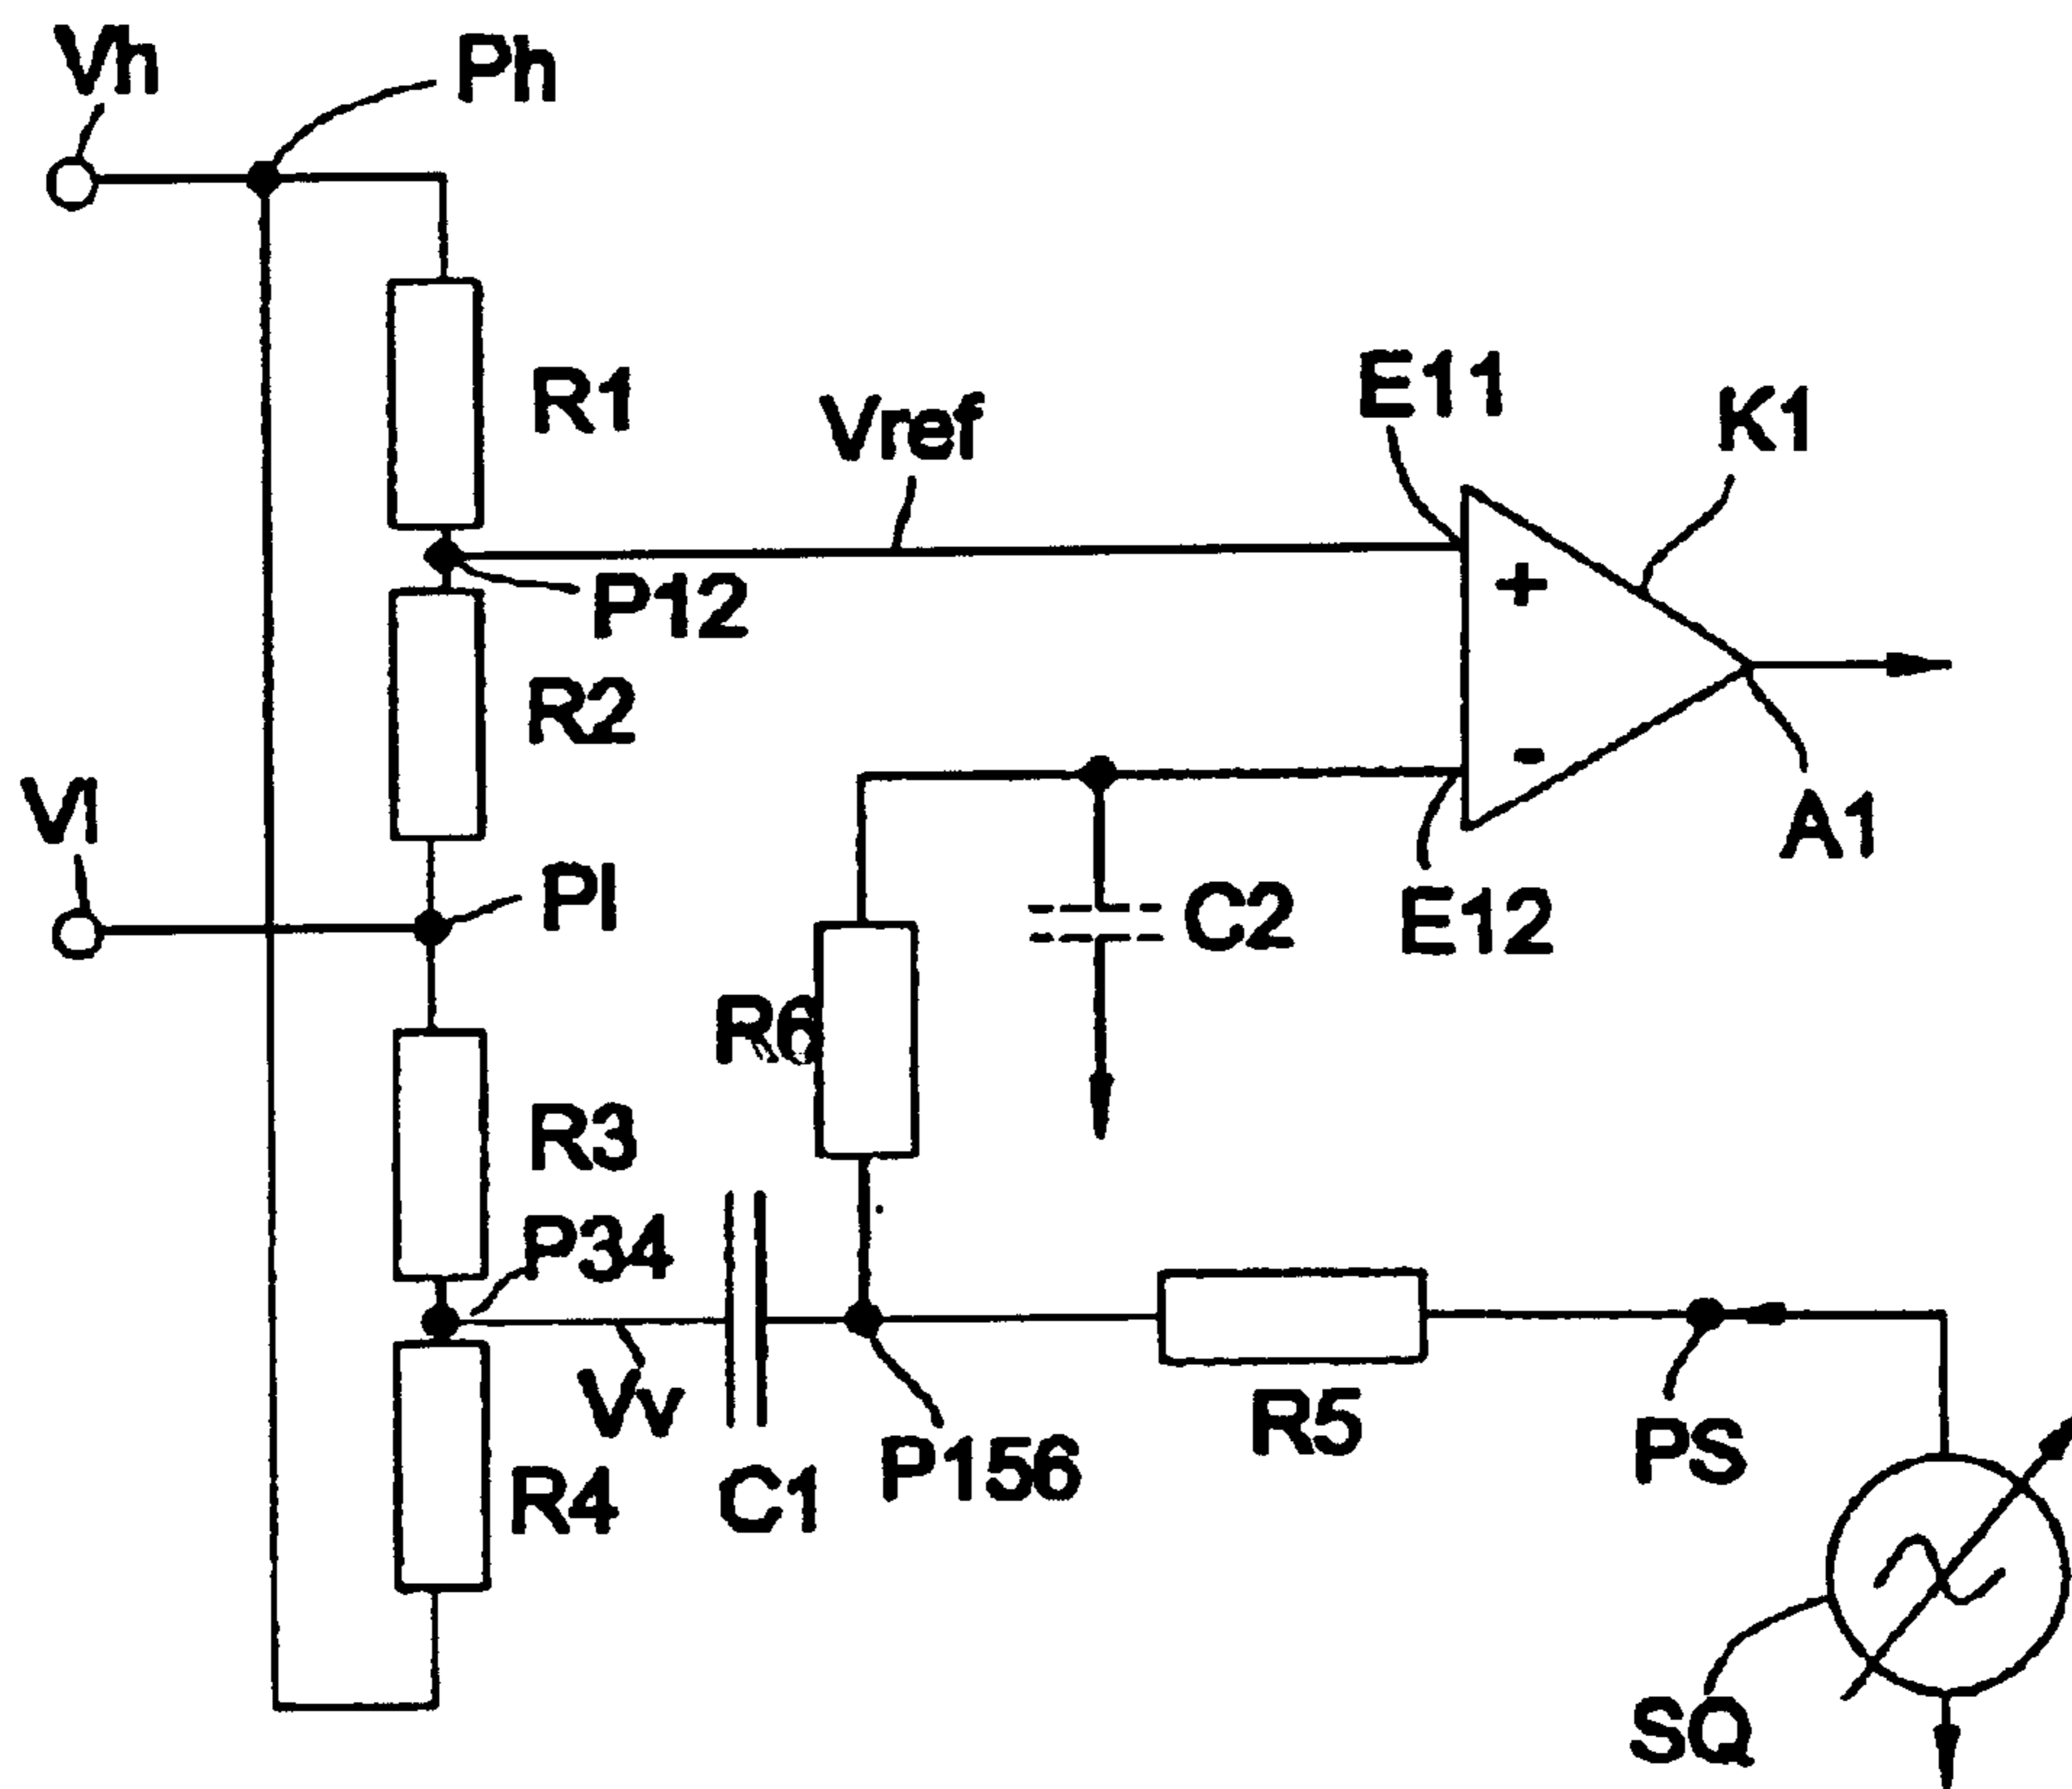 Vh
Ph
R1
Vref
E11
K1
+
P12
R2
-
Vl
Pl
A1
C2
E12
R6
R3
P34
Vv
R5
PS
R4
C1
P156
SQ